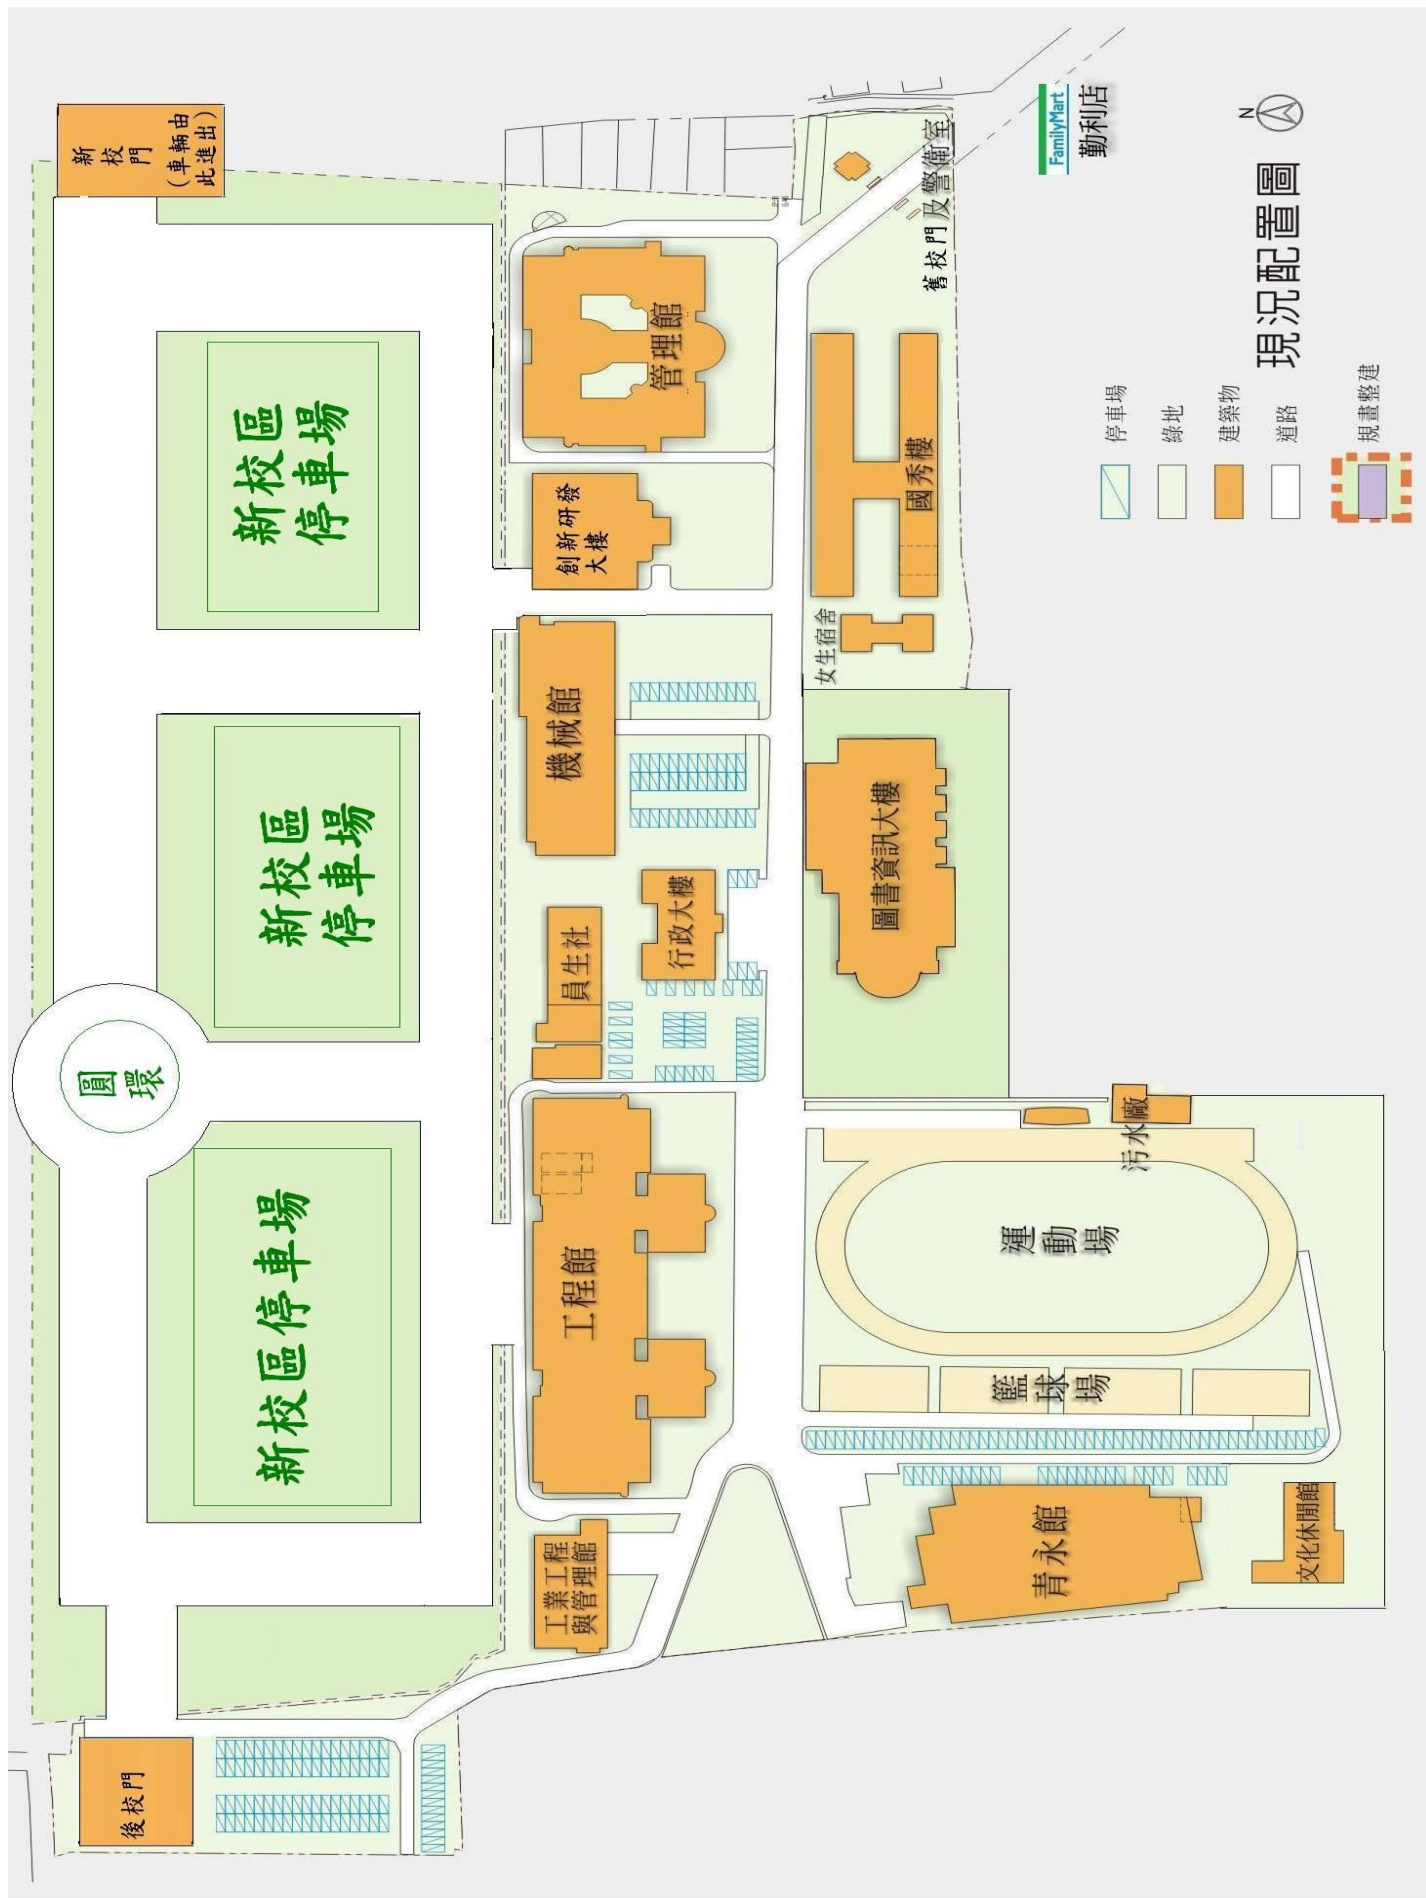 新校門
(車輛由
此進出)
新校區
停車場
新校區
停車場
圓環
新校區停車場
後校門
管理館
創新研發
大樓
機械館
員生社
行政大樓
工程館
工業工程
與管理館
舊校門及警衛室
國秀樓
女生宿舍
圖書資訊大樓
污水廠
運動場
籃球場
青永館
文化休閒館
FamilyMart
勤利店
N
現況配置圖
停車場
綠地
建築物
道路
規畫整建